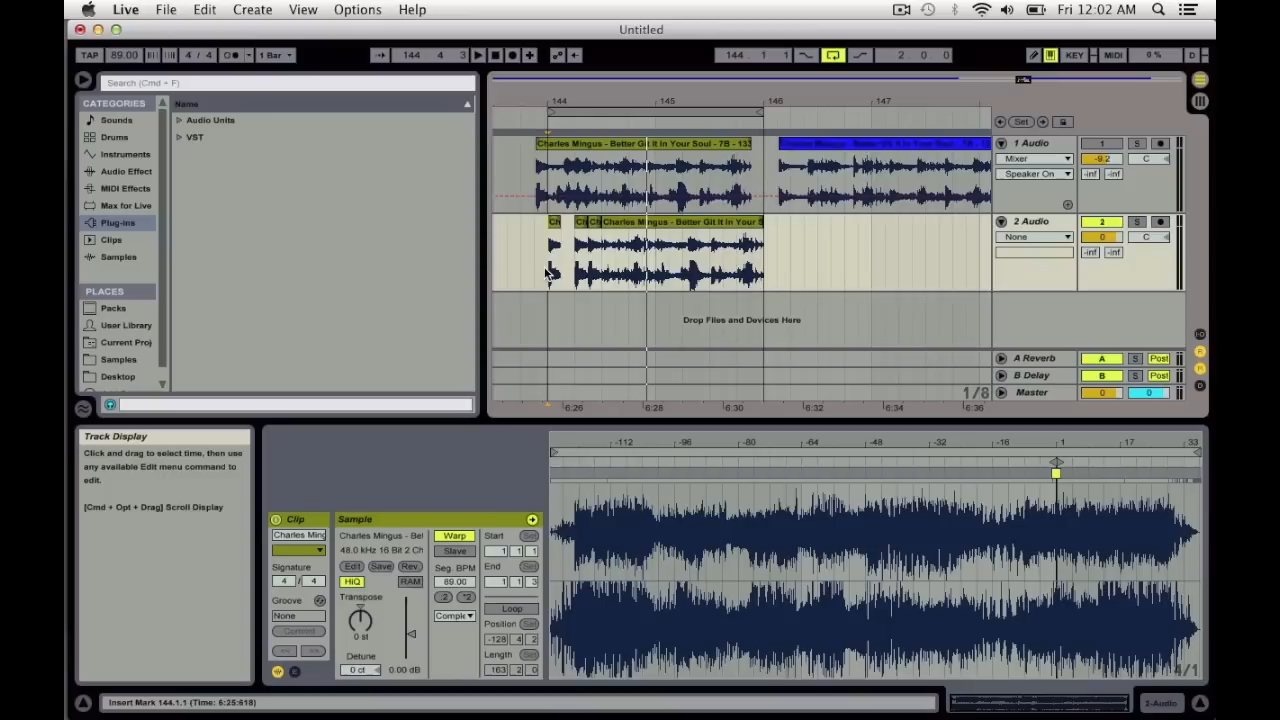 Live File Edit Create View Options Help Fri 12:02 AM
Untitled
TAP 89.00 4 / 4 1 Bar 144 4 3 144 1 1 2 0 0 KEY MIDI 0 % D
Search (Cmd + F)
CATEGORIES Name
Sounds Audio Units
Drums VST
Instruments
Audio Effect
MIDI Effects
Max for Live
Plug-ins
Clips
Samples
PLACES
Packs
User Library
Current Proj
Samples
Desktop
144 145 146 147
Set
Charles Mingus - Better Git It In Your Soul - 7B - 133
Charles Mingus - Better Git It In Your Soul - 7B - 13
1 Audio 1 S
Mixer -9.2 C
Speaker On -inf -inf
Ch Ch Ch Charles Mingus - Better Git It In Your S
2 Audio 2 S
None 0 C
-inf -inf
Drop Files and Devices Here
A Reverb A S Post
B Delay B S Post
1/8 Master 0 0
6:26 6:28 6:30 6:32 6:34 6:36
Track Display
Click and drag to select time, then use
any available Edit menu command to
edit.
[Cmd + Opt + Drag] Scroll Display
-112 -96 -80 -64 -48 -32 -16 1 17 33
Clip Sample
Charles Ming Charles Mingus - Bet Warp Start Set
48.0 kHz 16 Bit 2 Ch Slave 1 1 1
Signature Edit Save Rev Seg. BPM End Set
4 / 4 HiQ RAM 89.00 1 1 3
Groove Transpose :2 *2 Loop
None 0 st Comple Position Set
Commit -128 4 2
<< >> Detune Length Set
0 ct 0.00 dB 163 2 0
4/1
Insert Mark 144.1.1 (Time: 6:25:618) 2-Audio